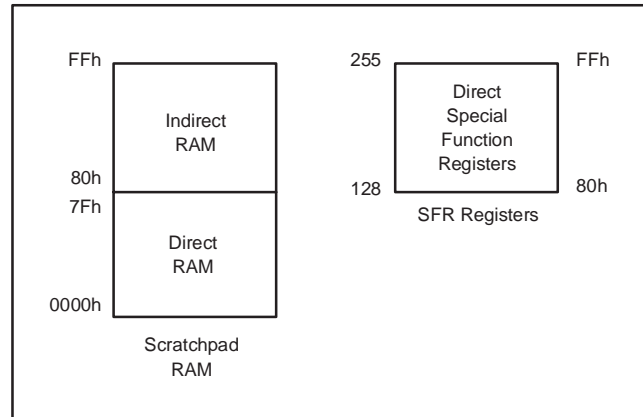 FFh
Indirect
RAM
80h
7Fh
Direct
RAM
0000h
Scratchpad
RAM
255
FFh
Direct
Special
Function
Registers
128
80h
SFR Registers